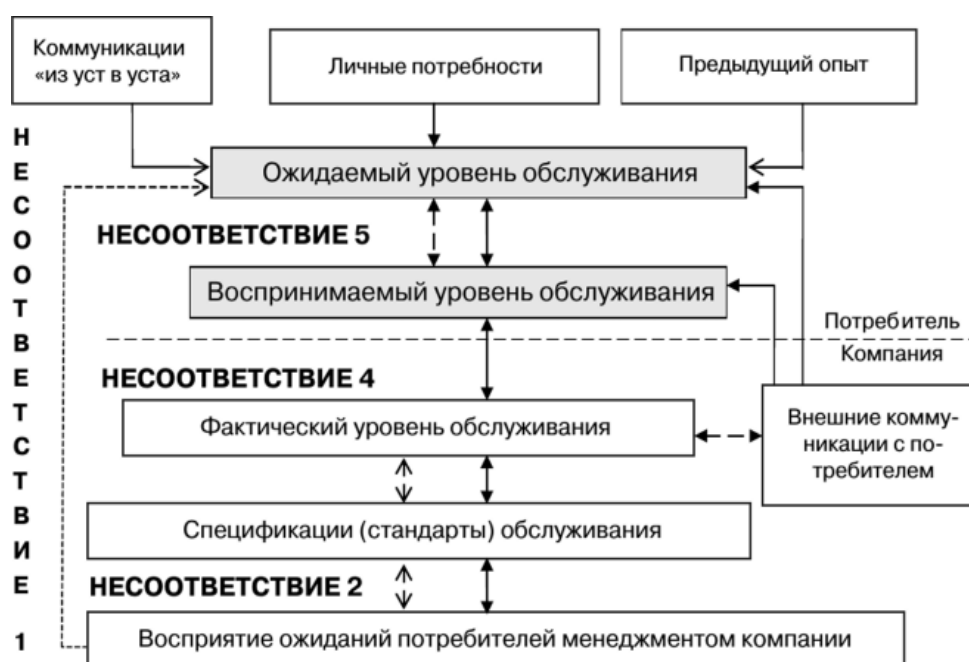 Коммуникации
«из уст в уста»
Личные потребности
Предыдущий опыт
Ожидаемый уровень обслуживания
НЕСООТВЕТСТВИЕ 5
Воспринимаемый уровень обслуживания
Потребитель
Компания
НЕСООТВЕТСТВИЕ 4
Фактический уровень обслуживания
Внешние комму-
никации с по-
требителем
Спецификации (стандарты) обслуживания
НЕСООТВЕТСТВИЕ 2
Восприятие ожиданий потребителей менеджментом компании
НЕСООТВЕТСТВИЕ 1